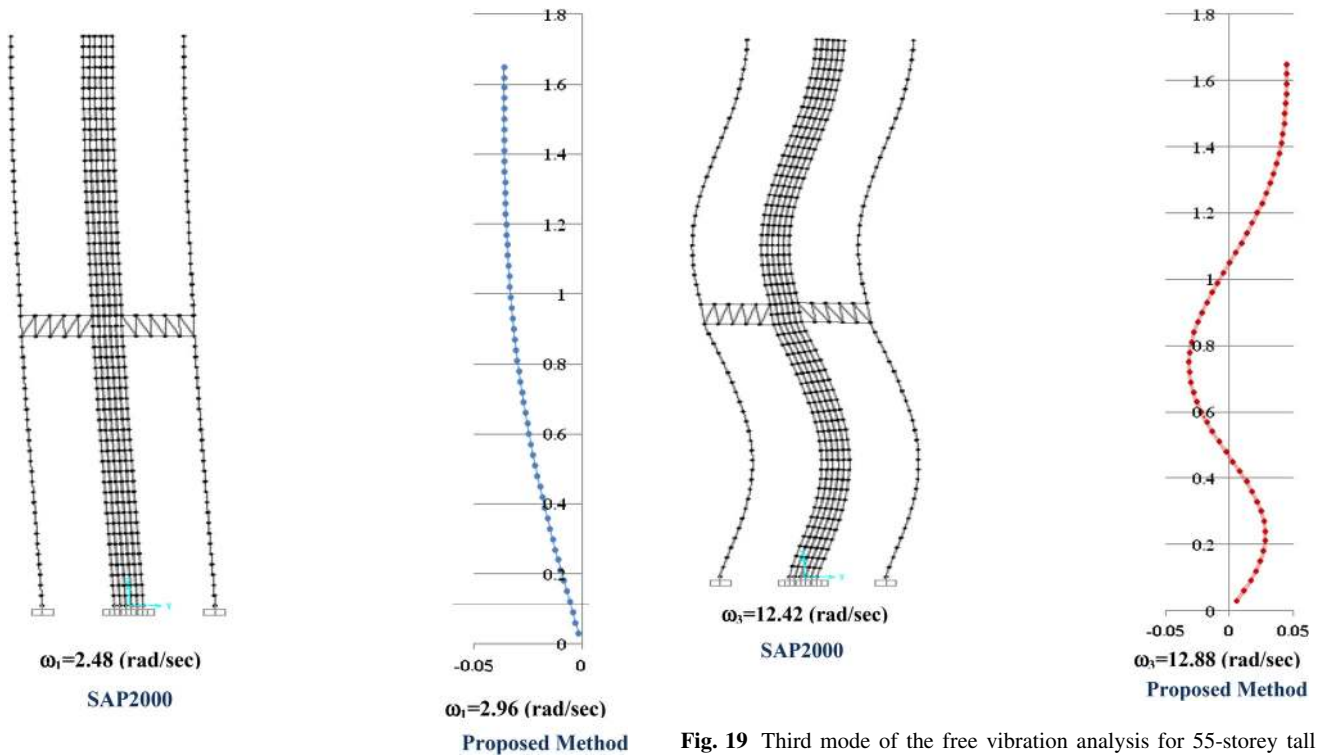 ω1=2.48 (rad/sec)
SAP2000
1.8
1.6
1.4
1.2
1
0.8
0.6
0.4
0.2
0
-0.05
0
ω1=2.96 (rad/sec)
Proposed Method
ω3=12.42 (rad/sec)
SAP2000
1.8
1.6
1.4
1.2
1
0.8
0.6
0.4
0.2
0
-0.05
0
0.05
ω3=12.88 (rad/sec)
Proposed Method
Fig. 19 Third mode of the free vibration analysis for 55-storey tall